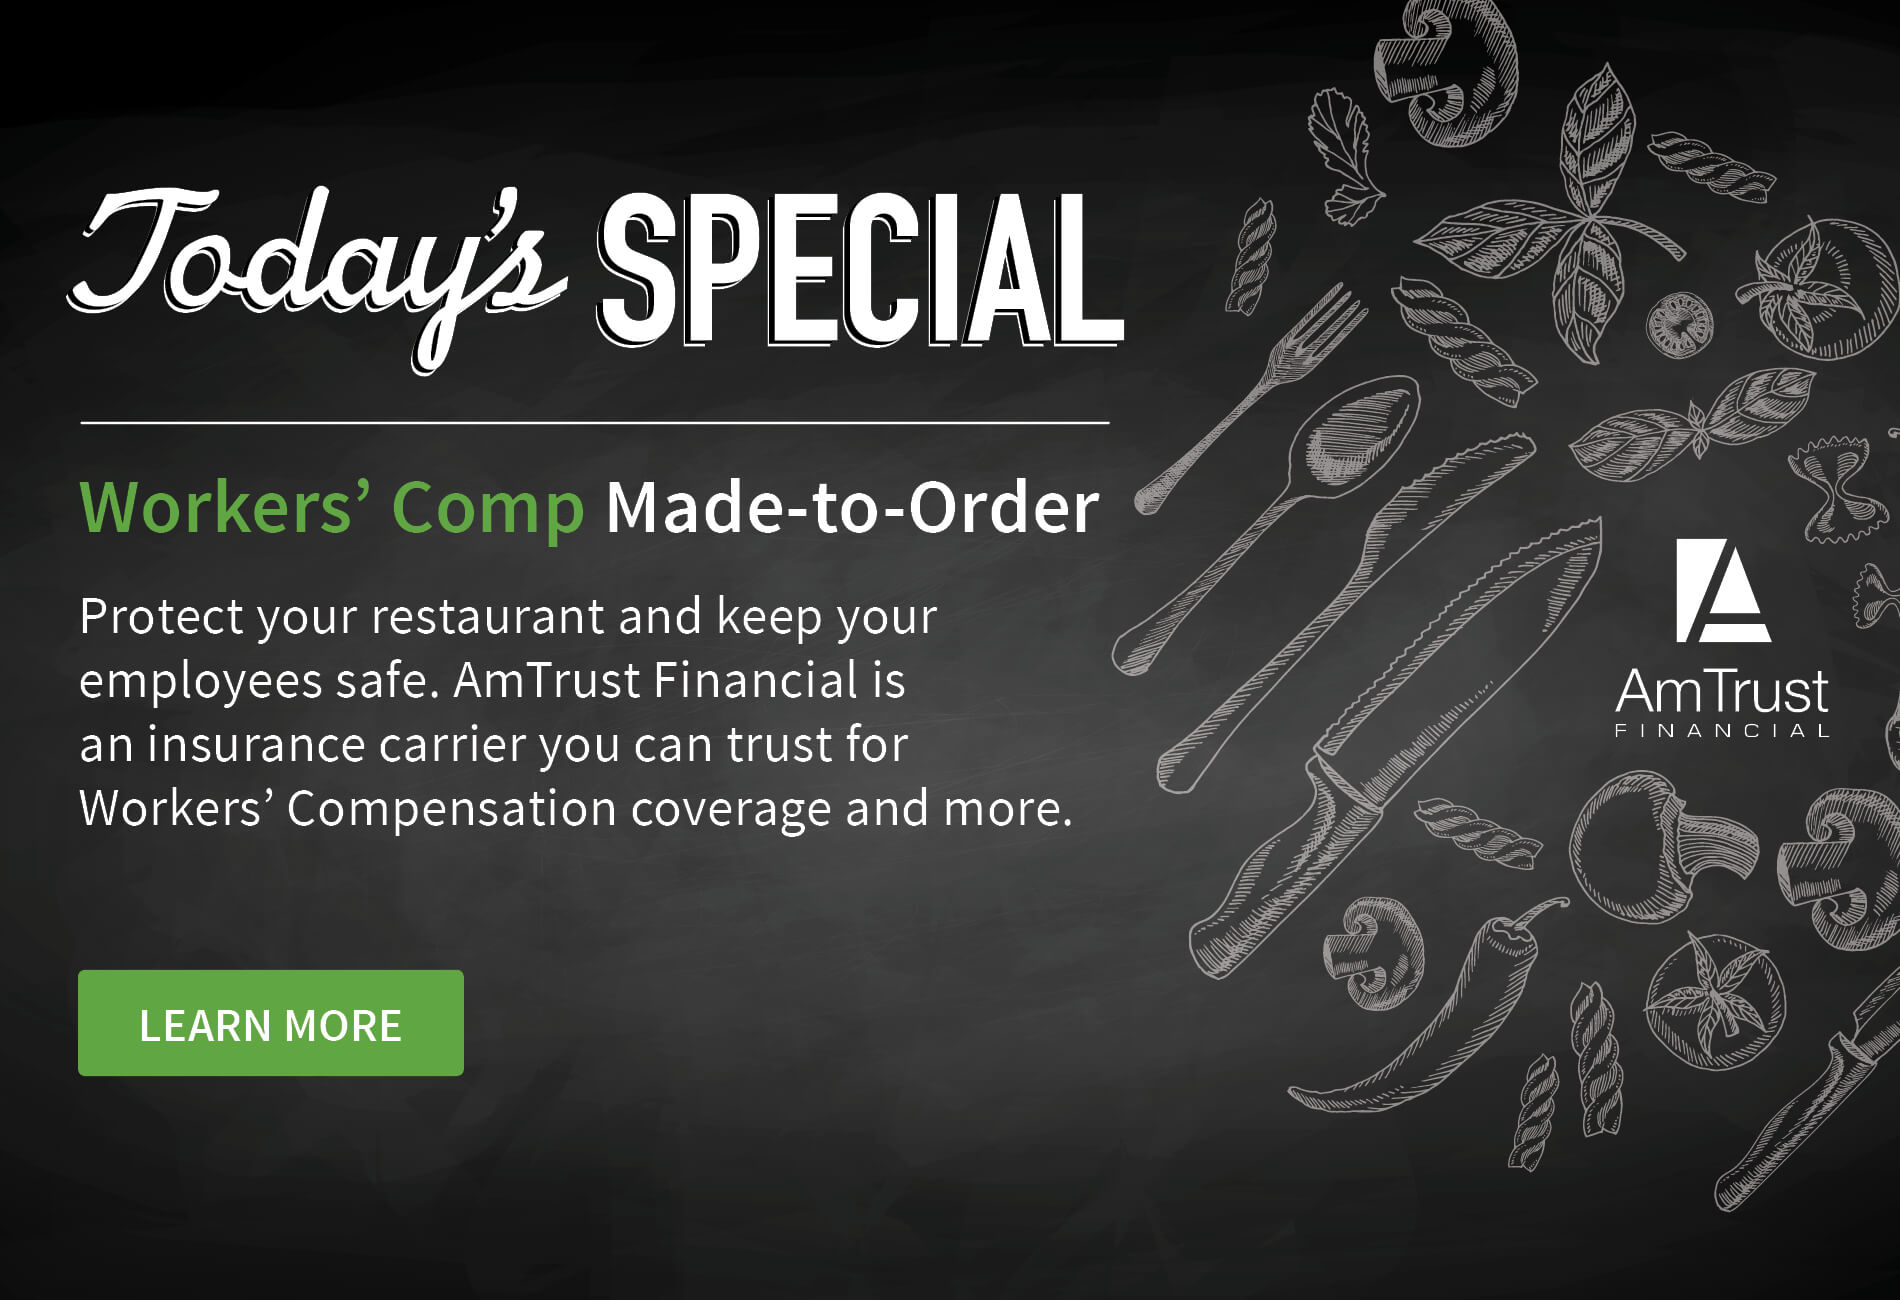 Today's SPECIAL
Workers’ Comp Made-to-Order
Protect your restaurant and keep your
employees safe. AmTrust Financial is
an insurance carrier you can trust for
Workers’ Compensation coverage and more.
LEARN MORE
AmTrust
FINANCIAL